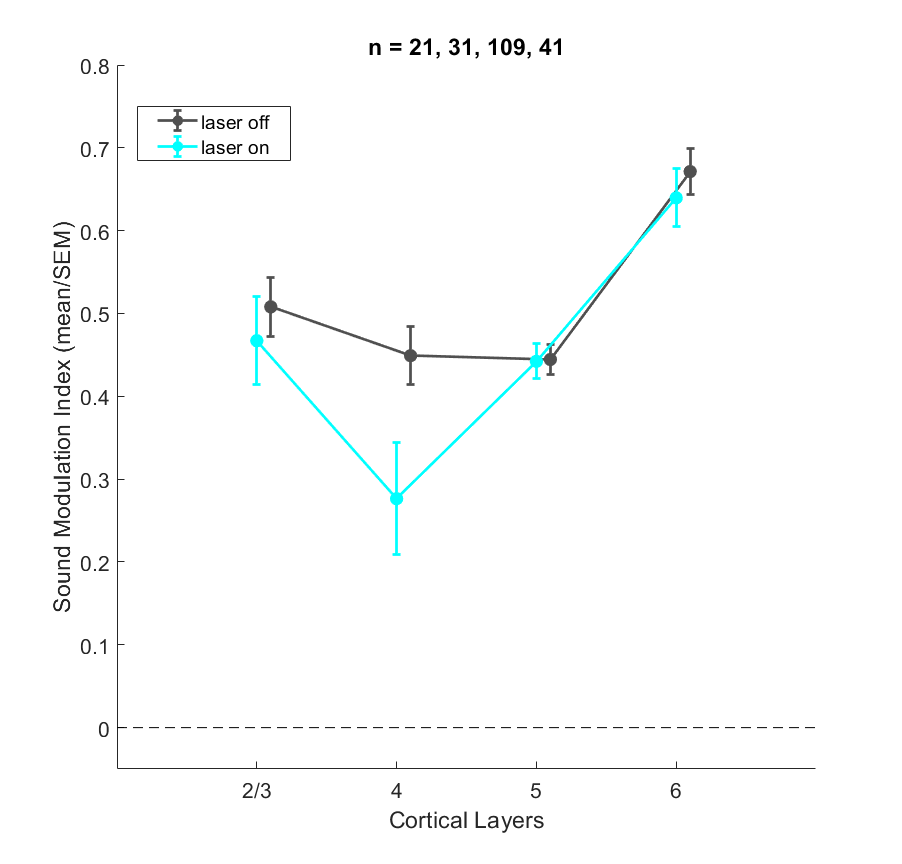 n = 21, 31, 109, 41
0.8
laser off
laser on
0.7
0.6
0.5
0.4
0.3
0.2
0.1
0
Sound Modulation Index (mean/SEM)
2/3 4 5 6
Cortical Layers